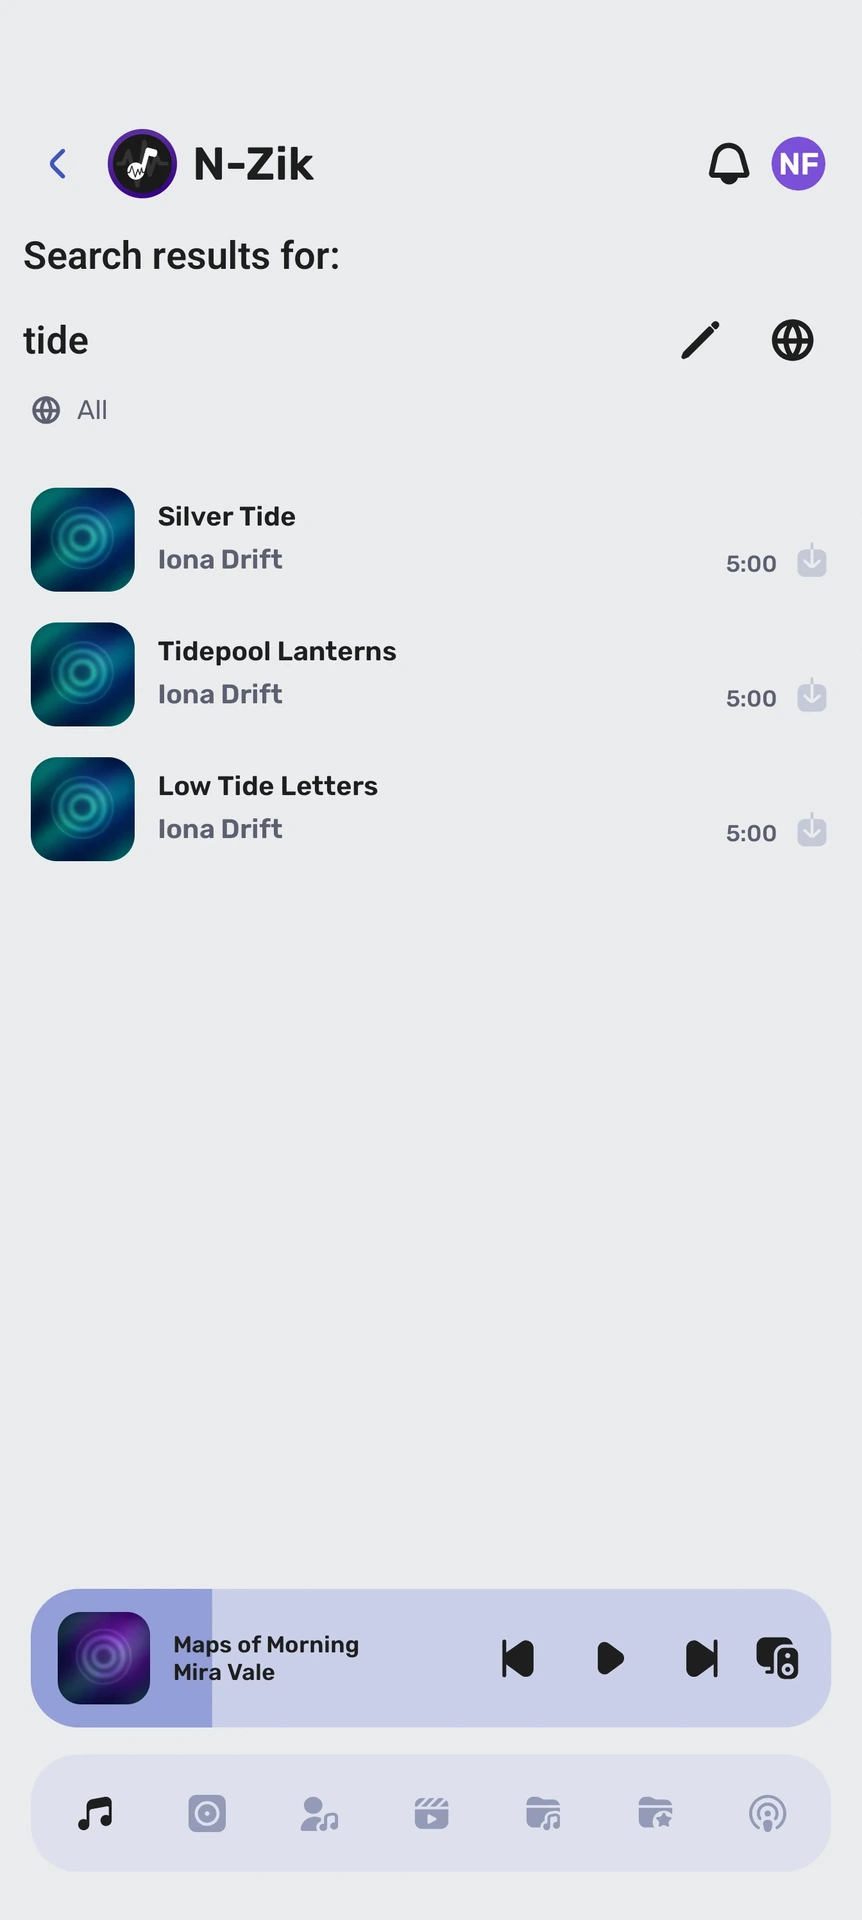 N-Zik
NF
Search results for:
tide
All
Silver Tide
Iona Drift
5:00
Tidepool Lanterns
Iona Drift
5:00
Low Tide Letters
Iona Drift
5:00
Maps of Morning
Mira Vale